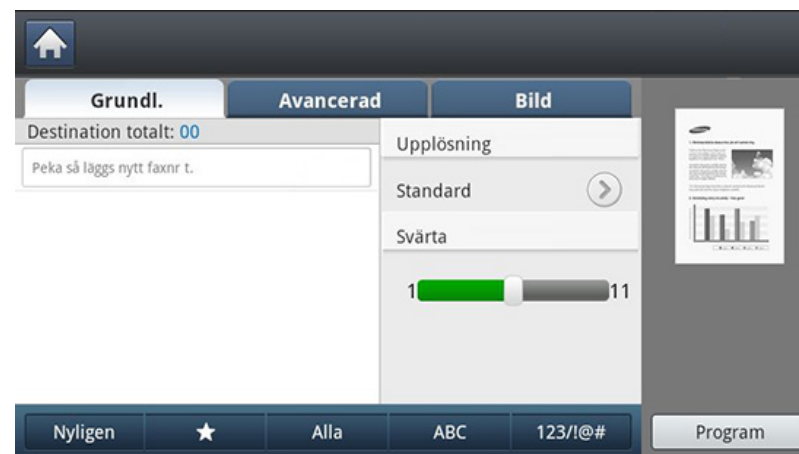 Grundl.
Avancerad
Bild
Destination totalt: 00
Peka så läggs nytt faxnr t.
Upplösning
Standard
Svärta
1
11
Nyligen
★
Alla
ABC
123/!@#
Program